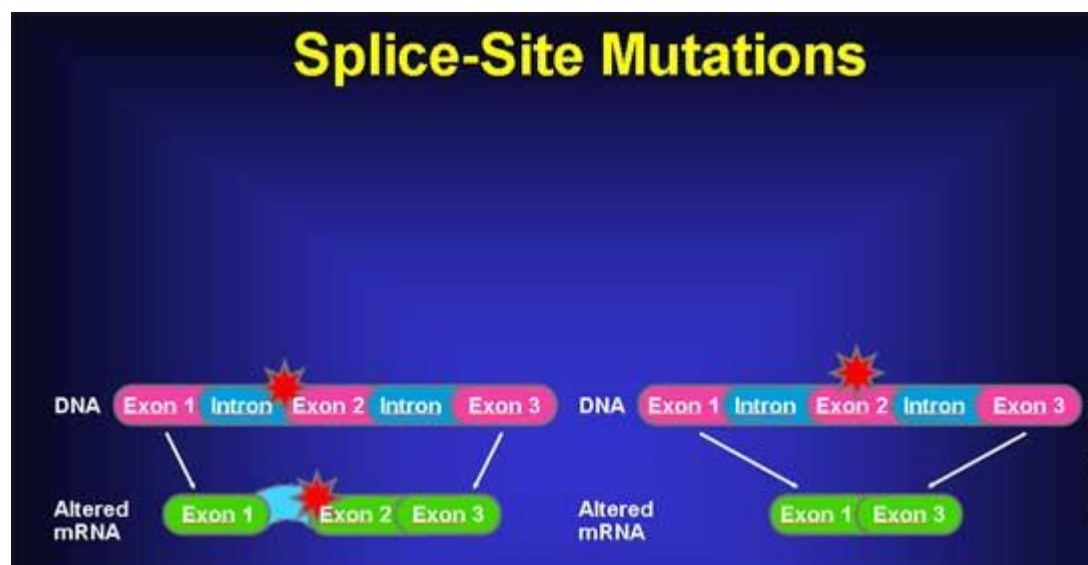 Splice-Site Mutations
DNA Exon 1 Intron Exon 2 Intron Exon 3
Altered
mRNA
Exon 1 Exon 2 Exon 3
DNA Exon 1 Intron Exon 2 Intron Exon 3
Altered
mRNA
Exon 1 Exon 3